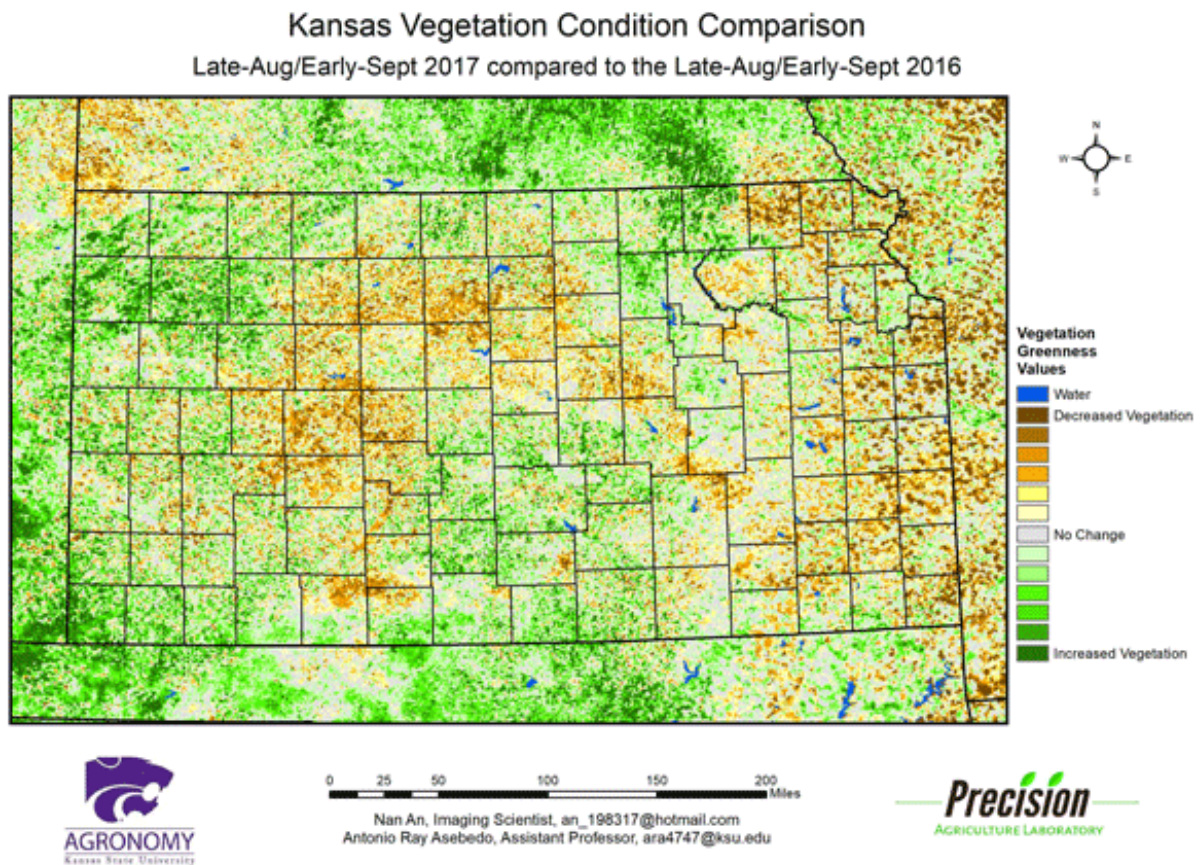 Kansas Vegetation Condition Comparison
Late-Aug/Early-Sept 2017 compared to the Late-Aug/Early-Sept 2016
N
W E
S
Vegetation
Greenness
Values
Water
Decreased Vegetation
No Change
Increased Vegetation
0 25 50 100 150 200
Miles
Nan An, Imaging Scientist, an_198317@hotmail.com
Antonio Ray Asebedo, Assistant Professor, ara4747@ksu.edu
AGRONOMY
Kansas State University
Precision
AGRICULTURE LABORATORY